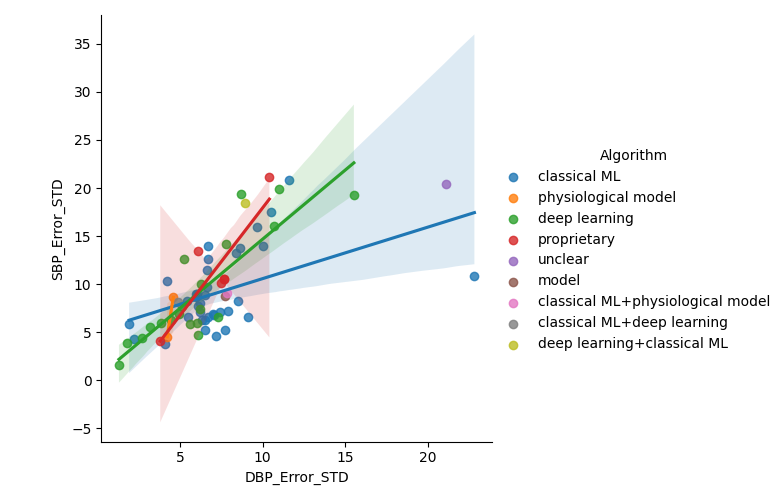 35
30
25
20
15
10
5
0
−5
SBP_Error_STD
5
10
15
20
DBP_Error_STD
Algorithm
classical ML
physiological model
deep learning
proprietary
unclear
model
classical ML+physiological model
classical ML+deep learning
deep learning+classical ML